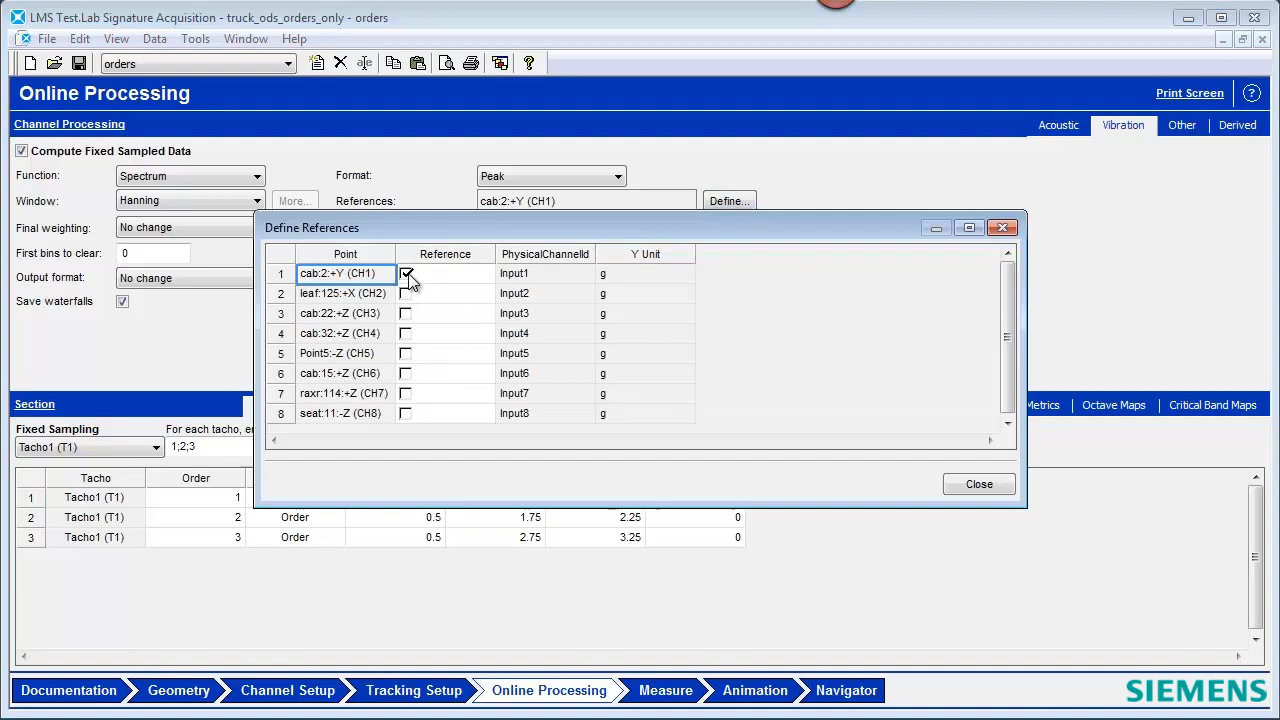 LMS Test.Lab Signature Acquisition - truck_ods_orders_only - orders
File Edit View Data Tools Window Help
orders
Online Processing
Print Screen
?
Channel Processing
Acoustic Vibration Other Derived
Compute Fixed Sampled Data
Function: Spectrum Format: Peak
Window: Hanning More... References: cab:2:+Y (CH1) Define...
Final weighting: No change
First bins to clear: 0
Output format: No change
Save waterfalls
Define References
Point Reference PhysicalChannelId Y Unit
1 cab:2:+Y (CH1) Input1 g
2 leaf:125:+X (CH2) Input2 g
3 cab:22:+Z (CH3) Input3 g
4 cab:32:+Z (CH4) Input4 g
5 Point5:-Z (CH5) Input5 g
6 cab:15:+Z (CH6) Input6 g
7 raxr:114:+Z (CH7) Input7 g
8 seat:11:-Z (CH8) Input8 g
Close
Section
Metrics Octave Maps Critical Band Maps
Fixed Sampling For each tacho, en
Tacho1 (T1) 1;2;3
Tacho Order
1 Tacho1 (T1) 1
2 Tacho1 (T1) 2 Order 0.5 1.75 2.25 0
3 Tacho1 (T1) 3 Order 0.5 2.75 3.25 0
Documentation Geometry Channel Setup Tracking Setup Online Processing Measure Animation Navigator
SIEMENS